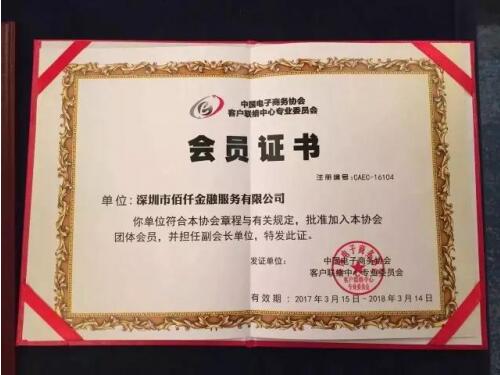 中国电子商务协会
客户联络中心专业委员会
会员证书
注册编号:CAEC-16104
单位:深圳市佰仟金融服务有限公司
你单位符合本协会章程与有关规定，批准加入本协会
团体会员，并担任副会长单位，特发此证。
发证单位:
中国电子商务协会
客户联络中心专业委员会
有效期:2017年3月15-2018年3月14日